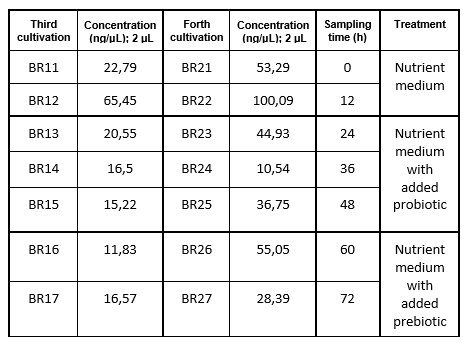 Third cultivation	Concentration (ng/µL); 2 µL	Forth cultivation	Concentration (ng/µL); 2 µL	Sampling time (h)	Treatment
BR11	22,79	BR21	53,29	0	Nutrient medium
BR12	65,45	BR22	100,09	12
BR13	20,55	BR23	44,93	24	Nutrient medium with added probiotic
BR14	16,5	BR24	10,54	36
BR15	15,22	BR25	36,75	48
BR16	11,83	BR26	55,05	60	Nutrient medium with added prebiotic
BR17	16,57	BR27	28,39	72